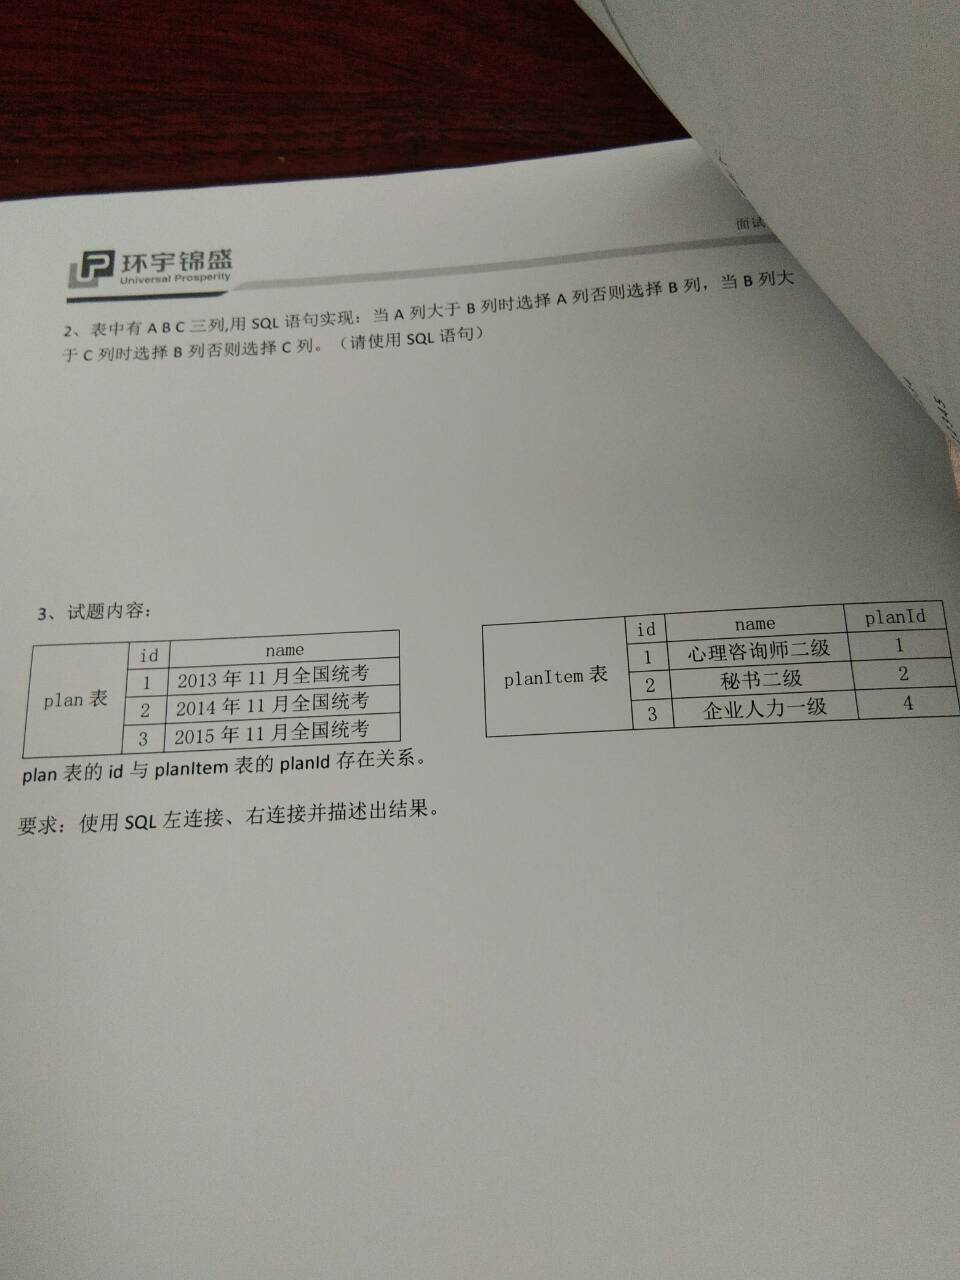 环宇锦盛
Universal Prosperity
面试
2、表中有 A B C 三列,用 SQL 语句实现：当 A 列大于 B 列时选择 A 列否则选择 B 列，当 B 列大
于 C 列时选择 B 列否则选择 C 列。（请使用 SQL 语句）
3、试题内容：
plan 表
id name
1 2013 年 11 月全国统考
2 2014 年 11 月全国统考
3 2015 年 11 月全国统考
planItem 表
id name planId
1 心理咨询师二级 1
2 秘书二级 2
3 企业人力一级 4
plan 表的 id 与 planItem 表的 planId 存在关系。
要求：使用 SQL 左连接、右连接并描述出结果。